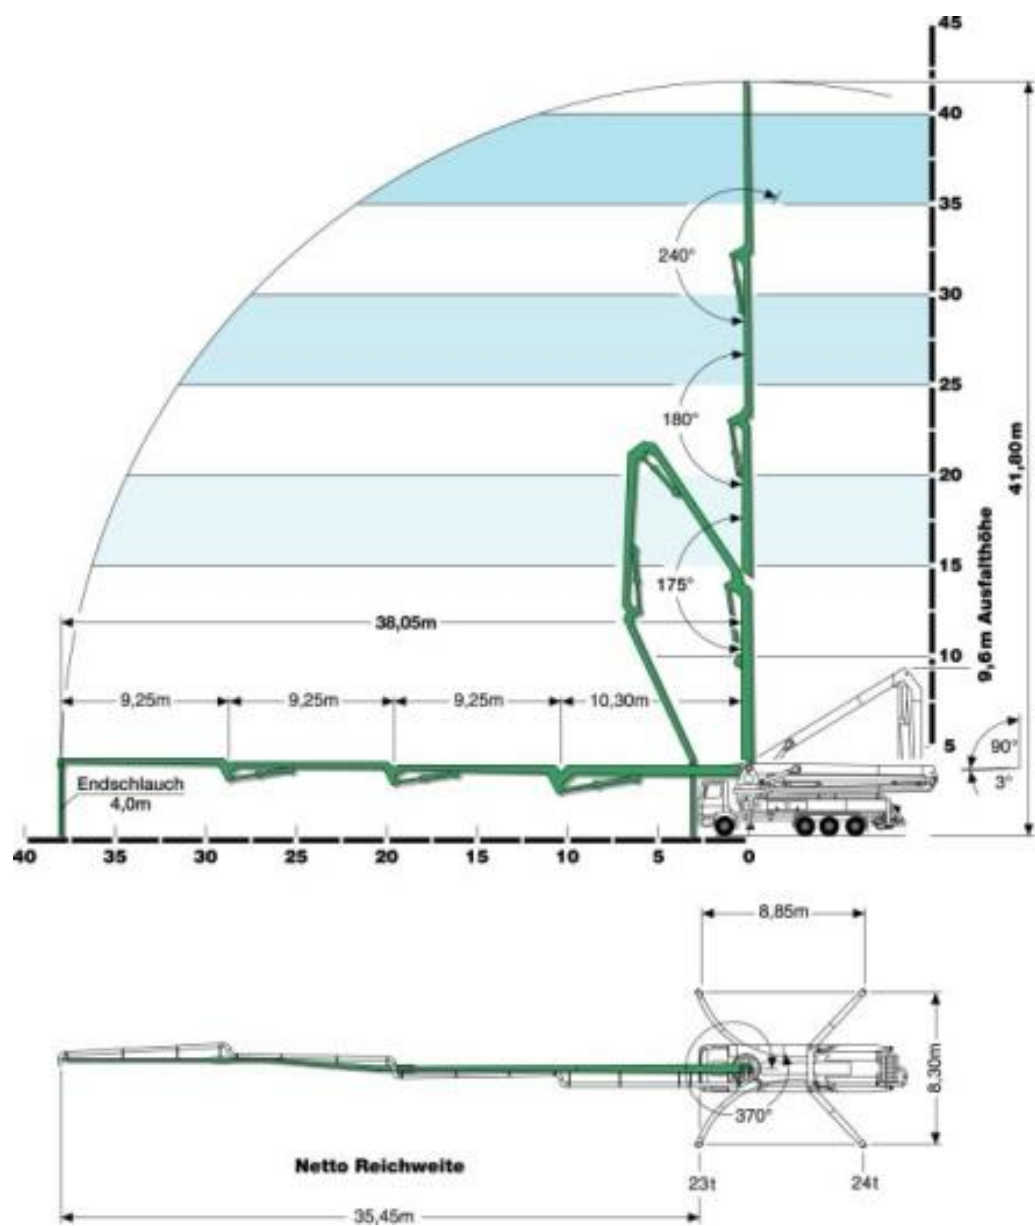 45
40
35
240°
30
25
180°
20
41,80m
15
175°
9,6m Ausfalthöhe
38,05m
10
9,25m
9,25m
9,25m
10,30m
5
90°
3°
Endschlauch
4,0m
40
35
30
25
20
15
10
5
0
8,85m
8,30m
370°
Netto Reichweite
23t
24t
35,45m